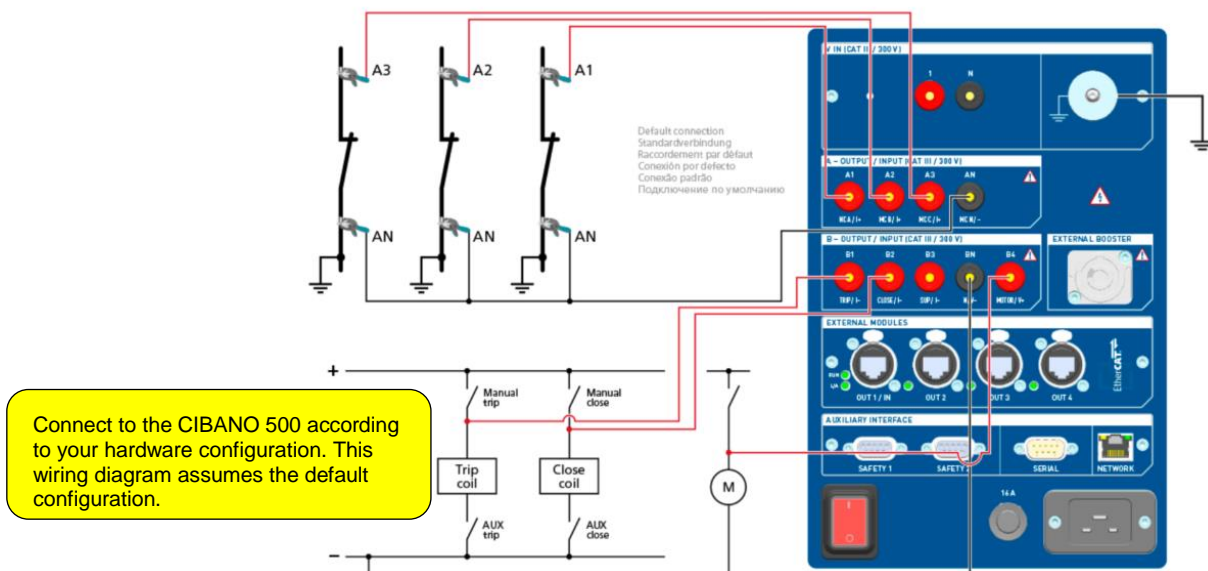 A3
A2
A1
AN
AN
AN
Default connection
Standardverbindung
Raccordement par défaut
Conexión por defecto
Conexão padrão
Подключение по умолчанию
V IN (CAT II / 300 V)
1 N
A – OUTPUT / INPUT (CAT III / 300 V)
A1 A2 A3 AN
B – OUTPUT / INPUT (CAT III / 300 V)
B1 B2 B3 BN B4
TRIP/ I- CLOSE/ I- SUP/ I- MOTOR/ V+
EXTERNAL BOOSTER
EXTERNAL MODULES
RUN
L/A
OUT 1 / IN OUT 2 OUT 3 OUT 4
EtherCAT
AUXILIARY INTERFACE
SAFETY 1 SAFETY SERIAL NETWORK
16 A
I
O
+
Manual
trip
Manual
close
Trip
coil
Close
coil
M
AUX
trip
AUX
close
–
Connect to the CIBANO 500 according
to your hardware configuration. This
wiring diagram assumes the default
configuration.